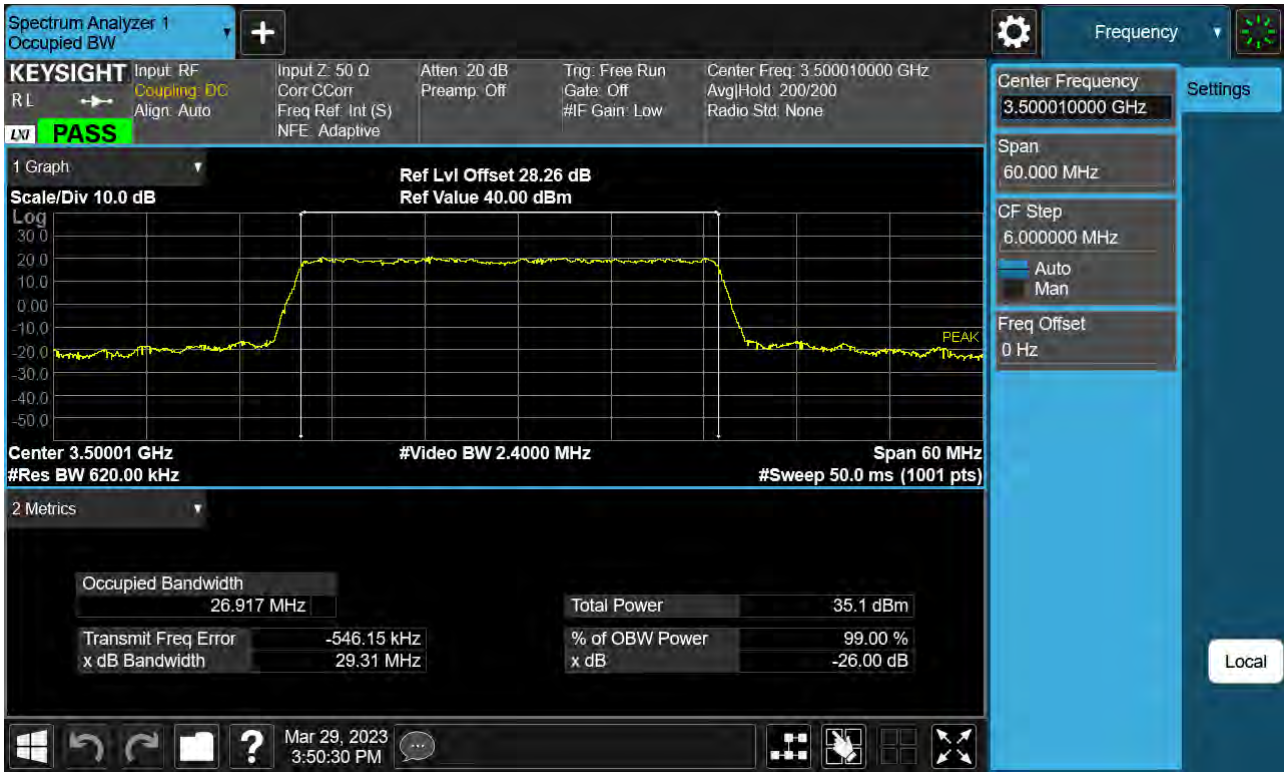 Spectrum Analyzer 1
Occupied BW
Frequency
KEYSIGHT
RL
LXI
PASS
Input: RF
Coupling: DC
Align: Auto
Input Z: 50 Ω
Corr CCorr
Freq Ref: Int (S)
NFE: Adaptive
Atten: 20 dB
Preamp: Off
Trig: Free Run
Gate: Off
#IF Gain: Low
Center Freq: 3.500010000 GHz
Avg|Hold: 200/200
Radio Std: None
1 Graph
Scale/Div 10.0 dB
Ref Lvl Offset 28.26 dB
Ref Value 40.00 dBm
Log
30.0
20.0
10.0
0.00
-10.0
-20.0
-30.0
-40.0
-50.0
PEAK
Center 3.50001 GHz
#Video BW 2.4000 MHz
Span 60 MHz
#Res BW 620.00 kHz
#Sweep 50.0 ms (1001 pts)
2 Metrics
Occupied Bandwidth
26.917 MHz
Transmit Freq Error -546.15 kHz
x dB Bandwidth 29.31 MHz
Total Power 35.1 dBm
% of OBW Power 99.00 %
x dB -26.00 dB
Center Frequency
3.500010000 GHz
Span
60.000 MHz
CF Step
6.000000 MHz
Auto
Man
Freq Offset
0 Hz
Settings
Local
?
Mar 29, 2023
3:50:30 PM